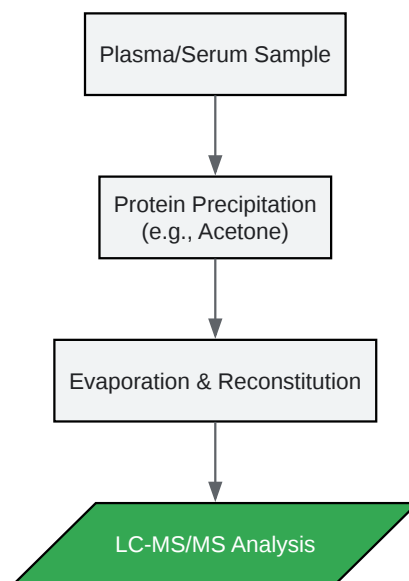 Plasma/Serum Sample
Protein Precipitation
(e.g., Acetone)
Evaporation & Reconstitution
LC-MS/MS Analysis